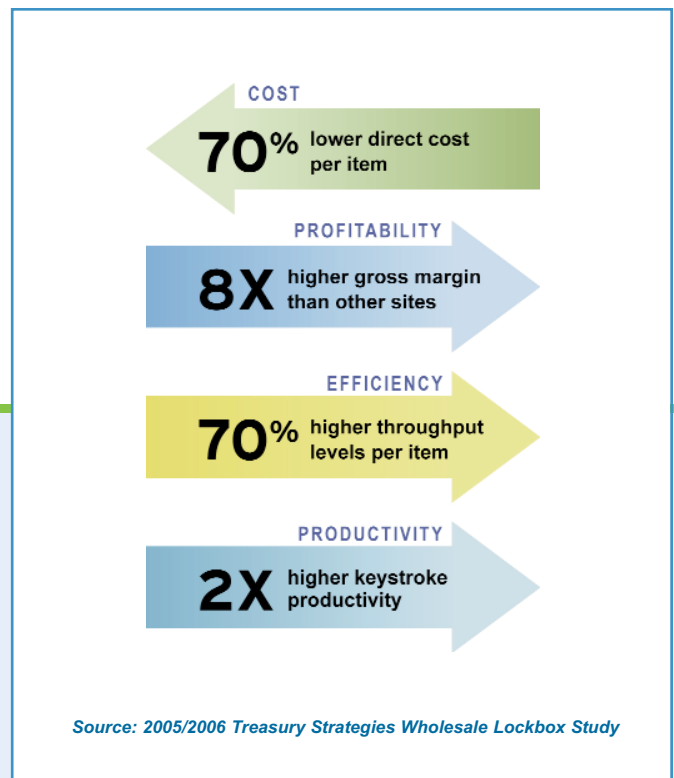 COST
70% lower direct cost
per item
PROFITABILITY
8X higher gross margin
than other sites
EFFICIENCY
70% higher throughput
levels per item
PRODUCTIVITY
2X higher keystroke
productivity
Source: 2005/2006 Treasury Strategies Wholesale Lockbox Study